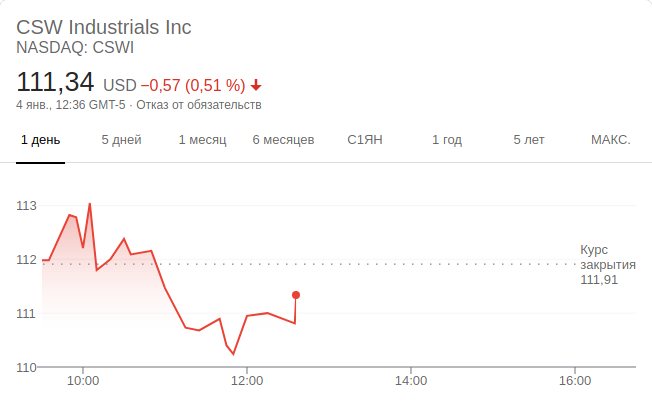 CSW Industrials Inc
NASDAQ: CSWI
111,34 USD −0,57 (0,51 %)
4 янв., 12:36 GMT-5 · Отказ от обязательств
1 день 5 дней 1 месяц 6 месяцев С1ЯН 1 год 5 лет МАКС.
113
112
111
110
Курс
закрытия
111,91
10:00 12:00 14:00 16:00